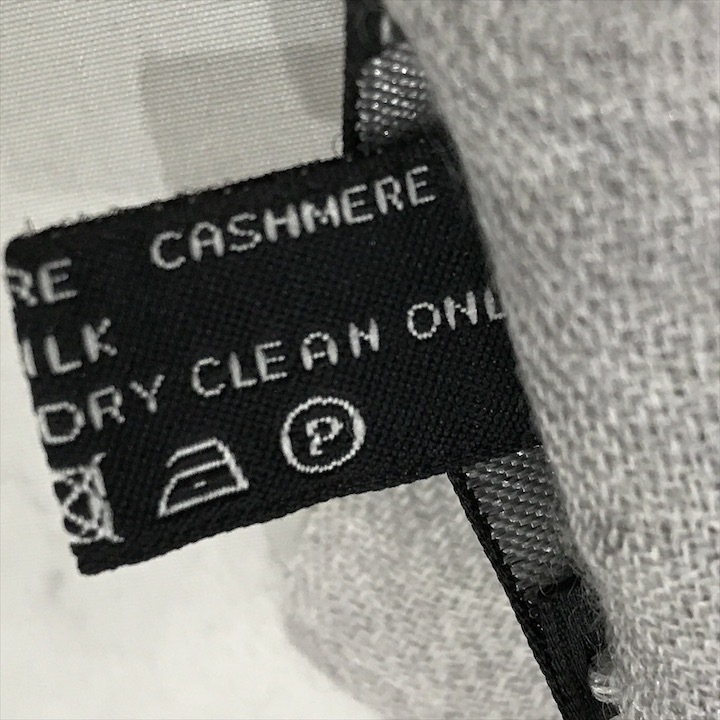 RE CASHMERE
ILK
DRY CLEAN ONL
P